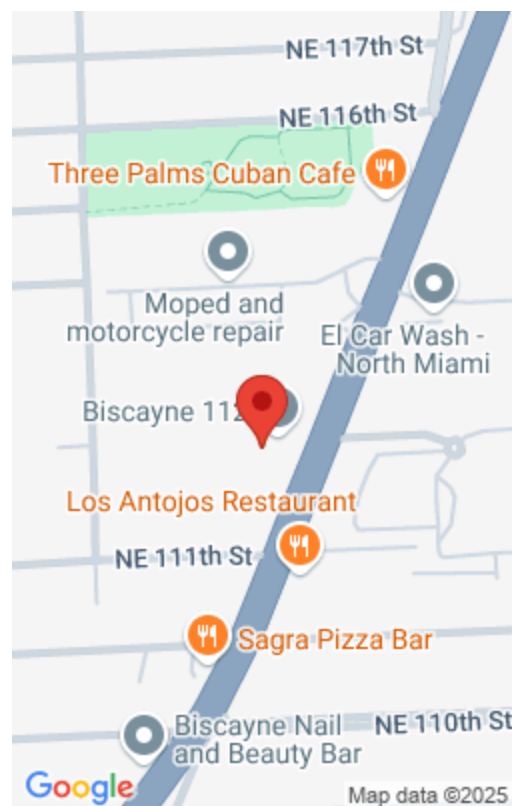 NE 117th St
NE 116th St
Three Palms Cuban Cafe
Moped and
motorcycle repair
El Car Wash -
North Miami
Biscayne 112
Los Antojos Restaurant
NE 111th St
Sagra Pizza Bar
Biscayne Nail
and Beauty Bar
NE 110th St
Google
Map data ©2025